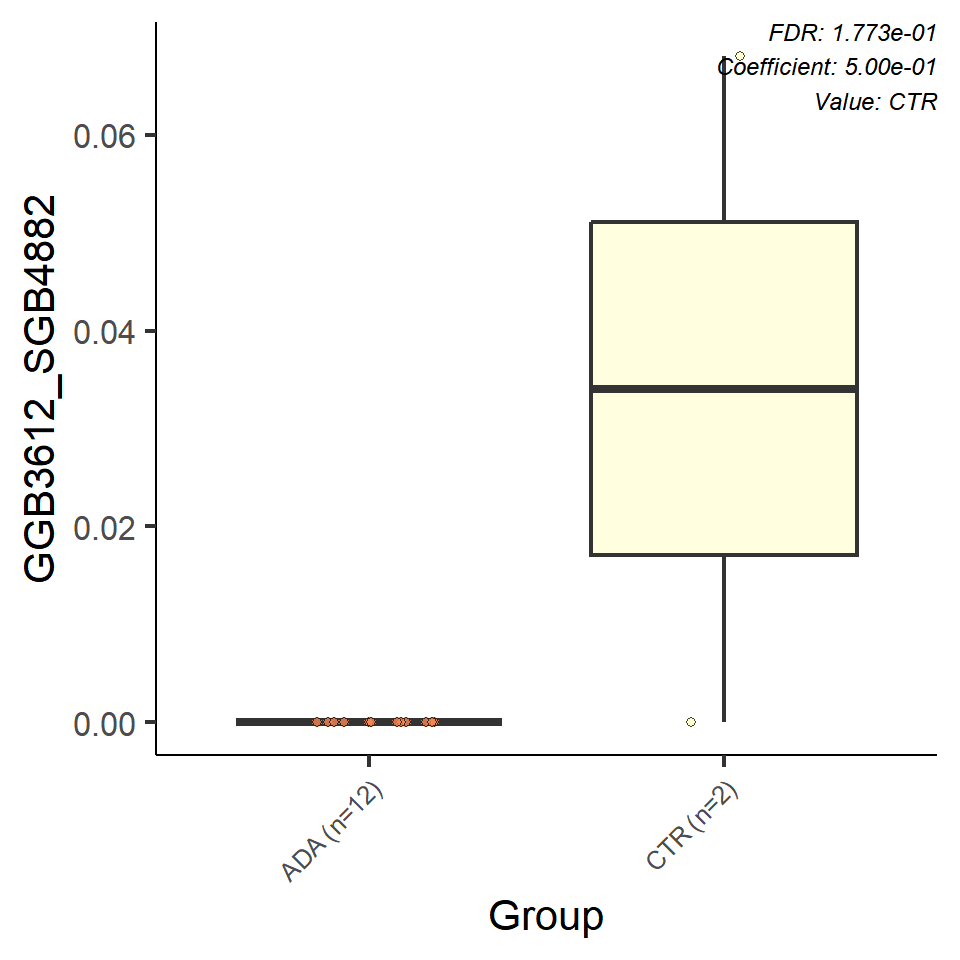 FDR: 1.773e-01
Coefficient: 5.00e-01
Value: CTR
GGB3612_SGB4882
0.06
0.04
0.02
0.00
ADA (n=12)
CTR (n=2)
Group